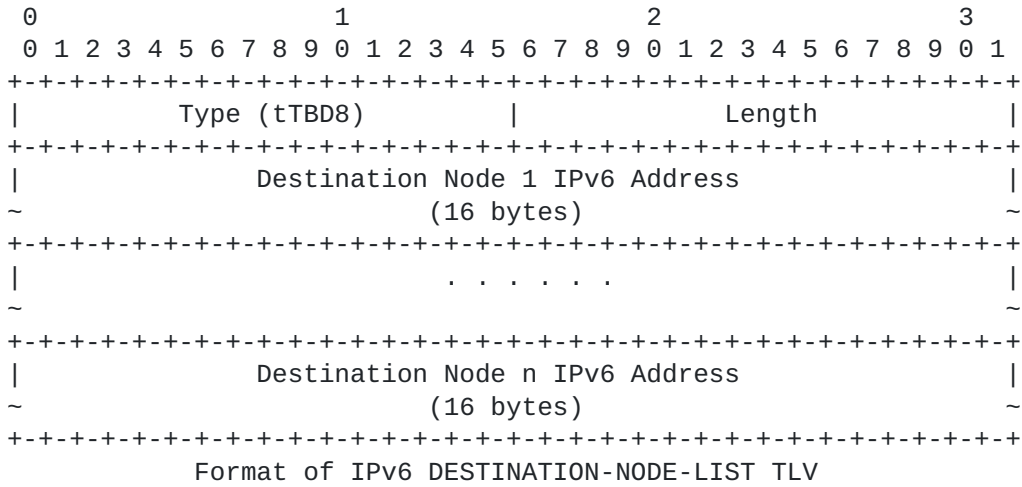 0                   1                   2                   3
 0 1 2 3 4 5 6 7 8 9 0 1 2 3 4 5 6 7 8 9 0 1 2 3 4 5 6 7 8 9 0 1
+-+-+-+-+-+-+-+-+-+-+-+-+-+-+-+-+-+-+-+-+-+-+-+-+-+-+-+-+-+-+-+-+
|          Type (tTBD8)         |             Length            |
+-+-+-+-+-+-+-+-+-+-+-+-+-+-+-+-+-+-+-+-+-+-+-+-+-+-+-+-+-+-+-+-+
|               Destination Node 1 IPv6 Address                 |
~                          (16 bytes)                           ~
+-+-+-+-+-+-+-+-+-+-+-+-+-+-+-+-+-+-+-+-+-+-+-+-+-+-+-+-+-+-+-+-+
|                           . . . . . .                         |
~                                                               ~
+-+-+-+-+-+-+-+-+-+-+-+-+-+-+-+-+-+-+-+-+-+-+-+-+-+-+-+-+-+-+-+-+
|               Destination Node n IPv6 Address                 |
~                          (16 bytes)                           ~
+-+-+-+-+-+-+-+-+-+-+-+-+-+-+-+-+-+-+-+-+-+-+-+-+-+-+-+-+-+-+-+-+
            Format of IPv6 DESTINATION-NODE-LIST TLV